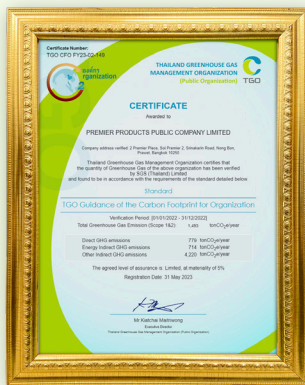 Certificate Number:
TGO CFO FY23-02-149
THAILAND GREENHOUSE GAS
MANAGEMENT ORGANIZATION
(Public Organization)
TGO
organization
2
CERTIFICATE
Awarded to
PREMIER PRODUCTS PUBLIC COMPANY LIMITED
Company address verified: 2 Premier Place, Soi Premier 2, Srinakarin Road, Nong Bon,
Pravet, Bangkok 10250
Thailand Greenhouse Gas Management Organization certifies that
the quantity of Greenhouse Gas of the above organization has been verified
by SGS (Thailand) Limited
and found to be in accordance with the requirements of the standard detailed below.
Standard
TGO Guidance of the Carbon Footprint for Organization
Verification Period: [01/01/2022 - 31/12/2022]
Total Greenhouse Gas Emission (Scope 1&2): 1,493 tonCO2e/year
Direct GHG emissions 779 tonCO2e/year
Energy Indirect GHG emissions 714 tonCO2e/year
Other Indirect GHG emissions 4,220 tonCO2e/year
The agreed level of assurance is Limited, at materiality of 5%
Registration Date: 31 May 2023
Mr Kiatchai Maitriwong
Executive Director
Thailand Greenhouse Gas Management Organization (Public Organization)